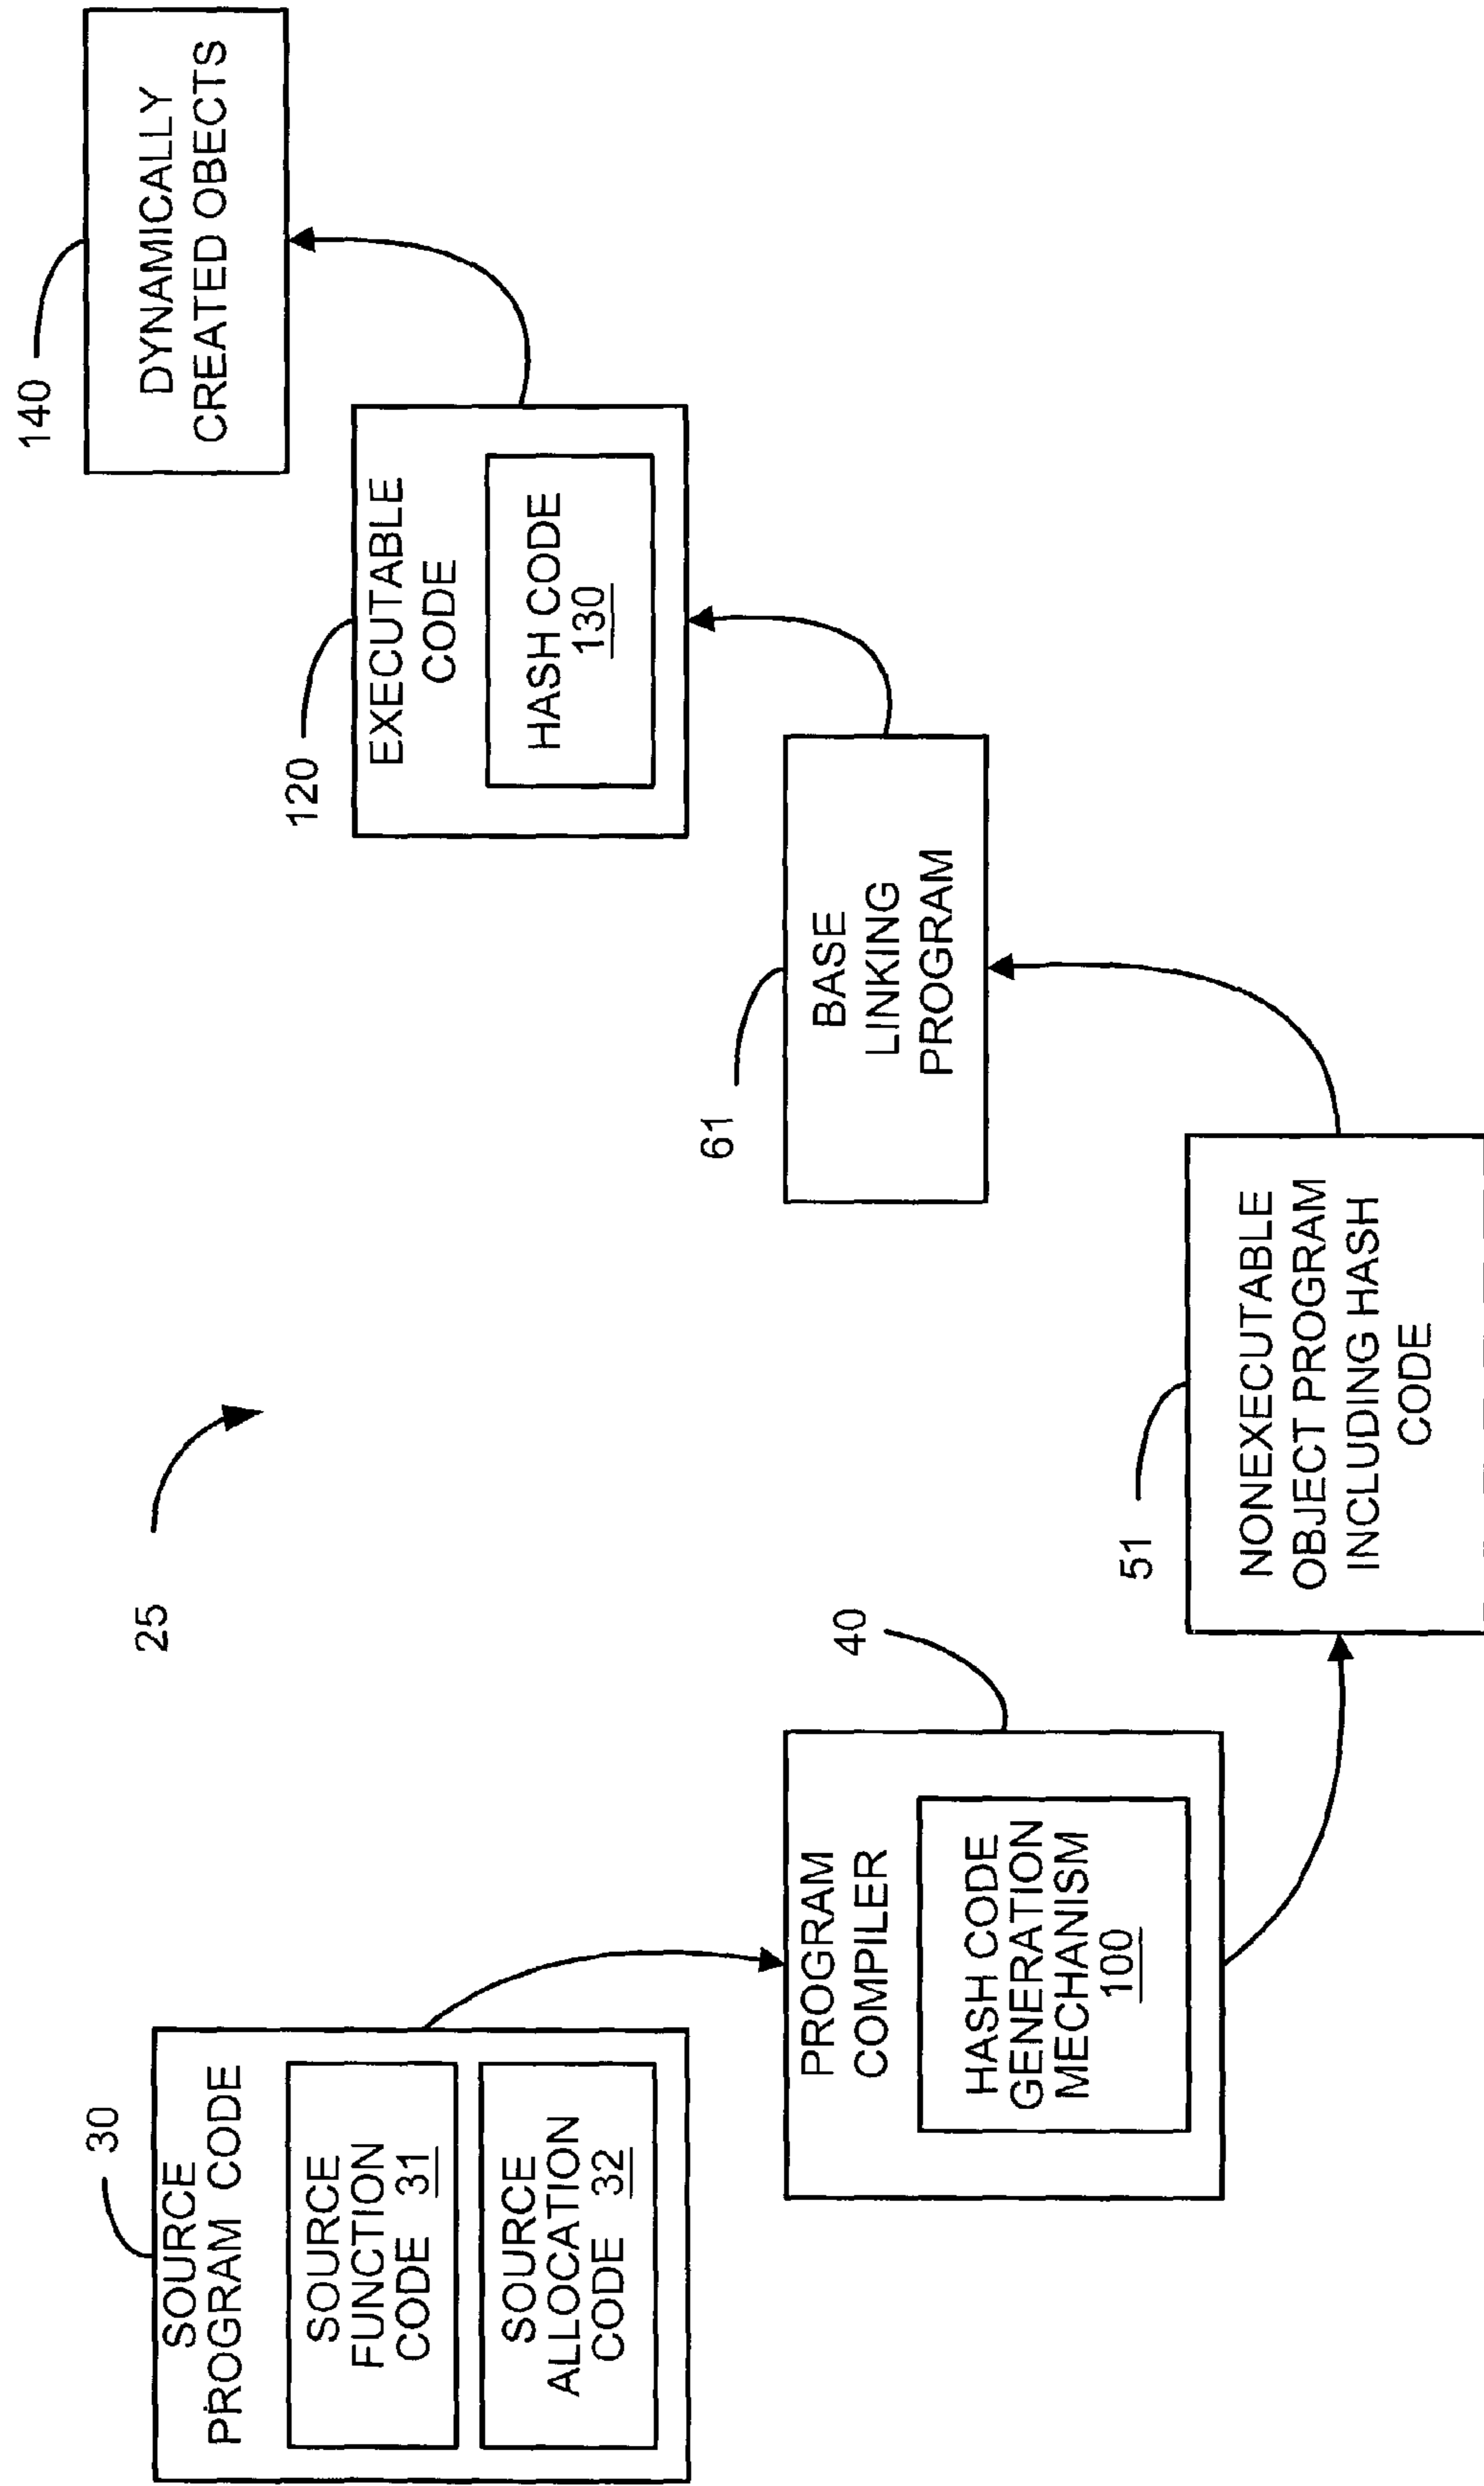 30
SOURCE
PROGRAM CODE
SOURCE
FUNCTION
CODE 31
SOURCE
ALLOCATION
CODE 32
25
PROGRAM
COMPILER
40
HASH CODE
GENERATION
MECHANISM
100
51
NONEXECUTABLE
OBJECT PROGRAM
INCLUDING HASH
CODE
61
BASE
LINKING
PROGRAM
120
EXECUTABLE
CODE
HASH CODE
130
140
DYNAMICALLY
CREATED OBECTS